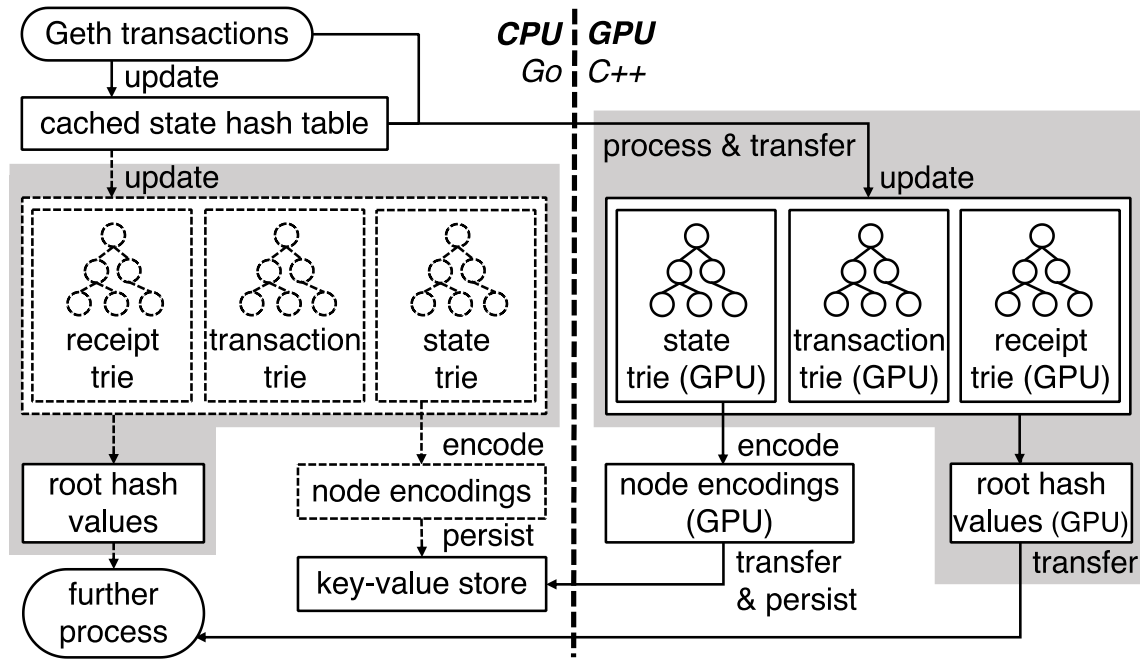 Geth transactions
CPU GPU
Go C++
update
cached state hash table
process & transfer
update
update
receipt
trie
transaction
trie
state
trie
state
trie (GPU)
transaction
trie (GPU)
receipt
trie (GPU)
encode
encode
root hash
values
node encodings
node encodings
(GPU)
root hash
values (GPU)
persist
key-value store
transfer
& persist
transfer
further
process